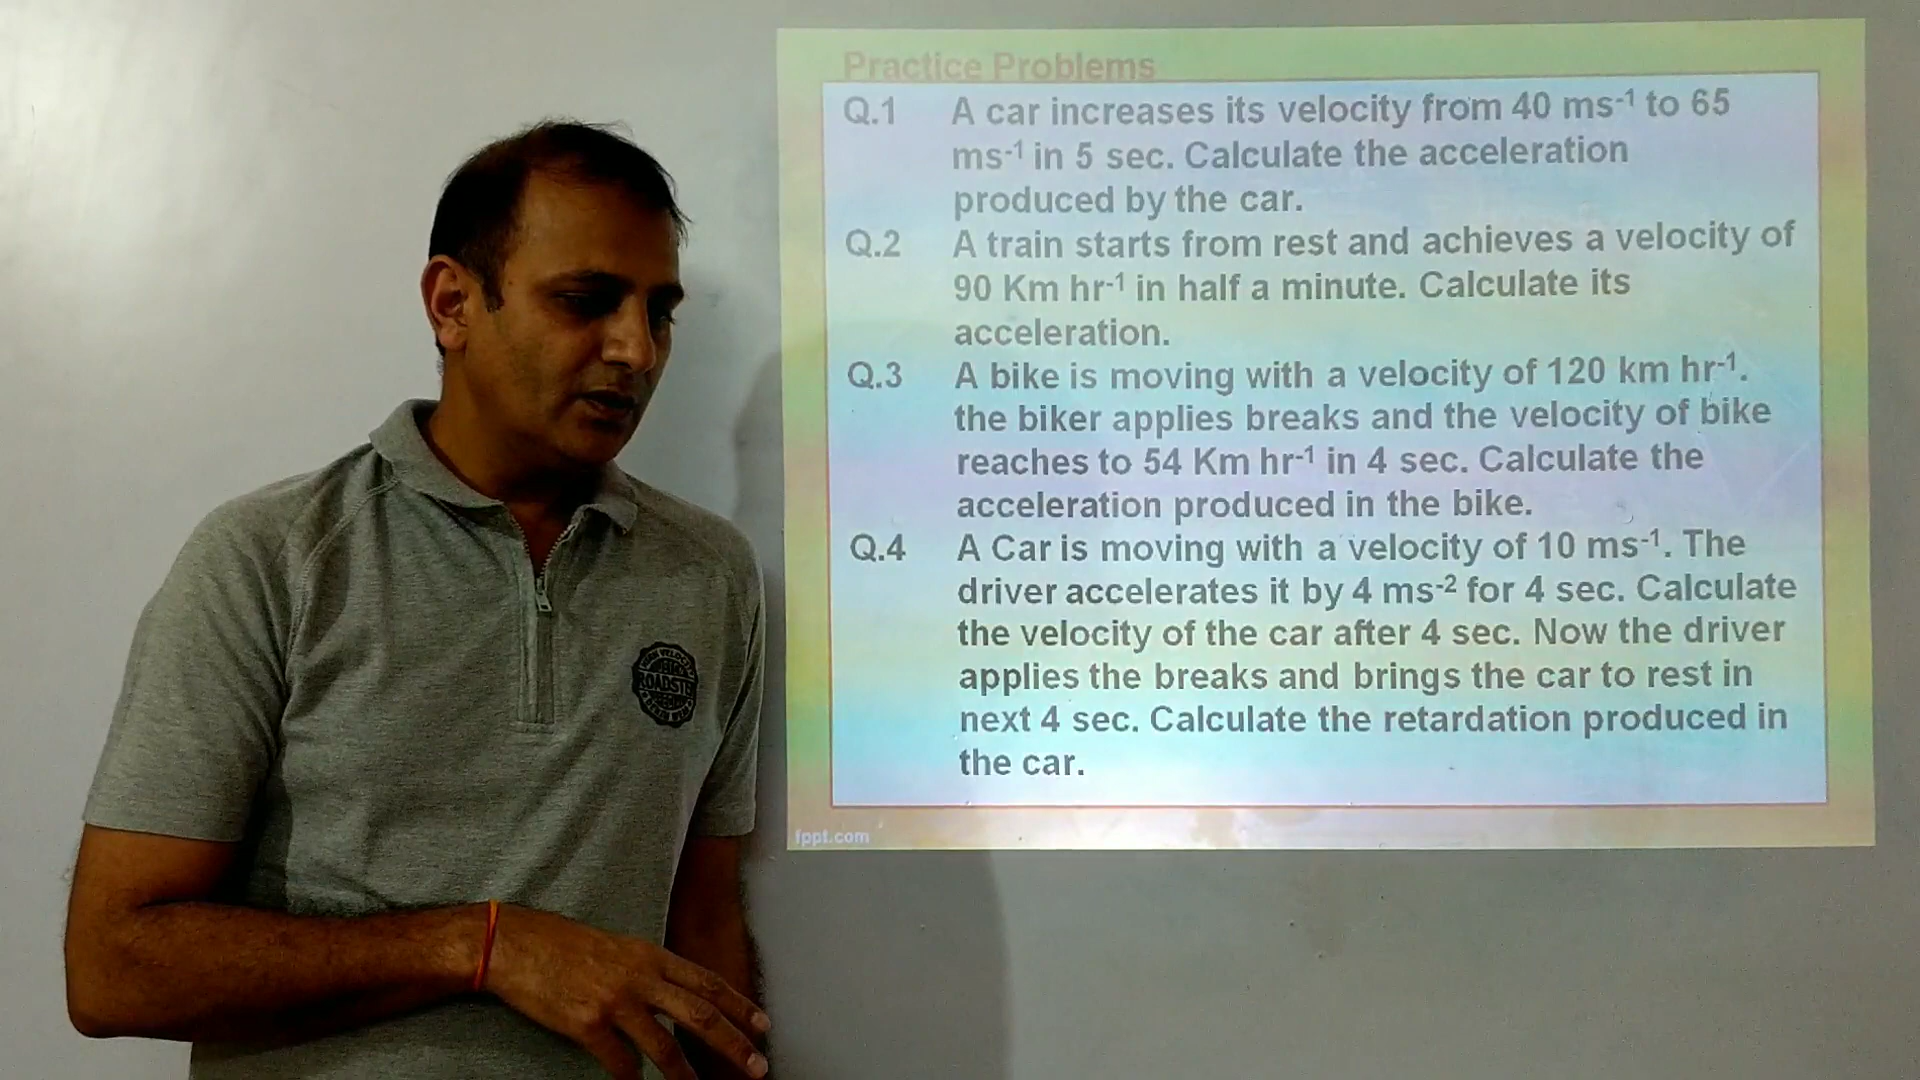 Practice Problems
Q.1 A car increases its velocity from 40 ms-1 to 65
ms-1 in 5 sec. Calculate the acceleration
produced by the car.
Q.2 A train starts from rest and achieves a velocity of
90 Km hr-1 in half a minute. Calculate its
acceleration.
Q.3 A bike is moving with a velocity of 120 km hr-1.
the biker applies breaks and the velocity of bike
reaches to 54 Km hr-1 in 4 sec. Calculate the
acceleration produced in the bike.
Q.4 A Car is moving with a velocity of 10 ms-1. The
driver accelerates it by 4 ms-2 for 4 sec. Calculate
the velocity of the car after 4 sec. Now the driver
applies the breaks and brings the car to rest in
next 4 sec. Calculate the retardation produced in
the car.
fppt.com